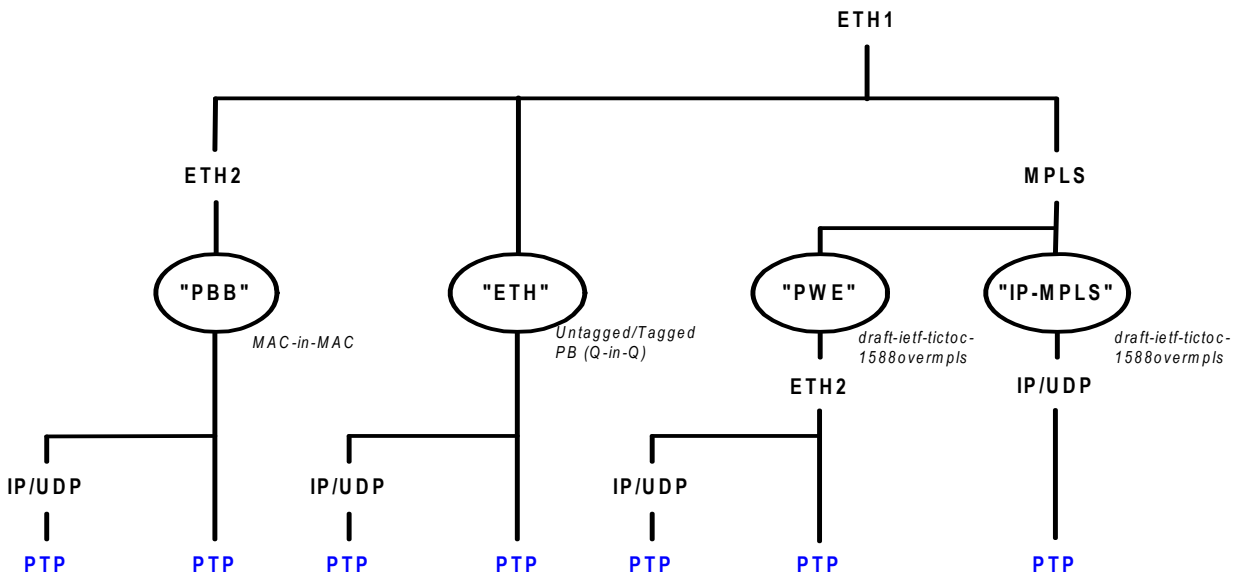 ETH1
ETH2
MPLS
"PBB"
"ETH"
"PWE"
"IP-MPLS"
MAC-in-MAC
Untagged/Tagged
PB (Q-in-Q)
draft-ietf-tictoc-
1588overmpls
draft-ietf-tictoc-
1588overmpls
ETH2
IP/UDP
IP/UDP
IP/UDP
IP/UDP
PTP
PTP
PTP
PTP
PTP
PTP
PTP